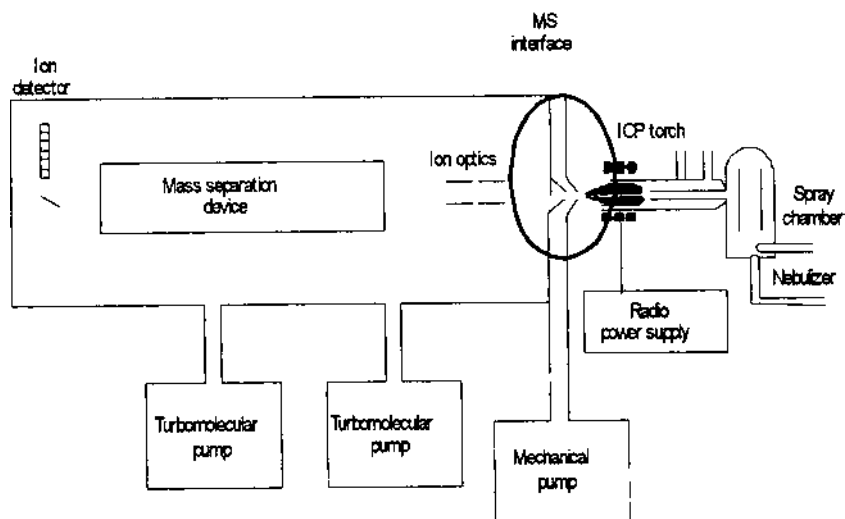 MS
interface
Ion
detector
ICP torch
Ion optics
Mass separation
device
Spray
chamber
Nebulizer
Radio
power supply
Turbomolecular
pump
Turbomolecular
pump
Mechanical
pump